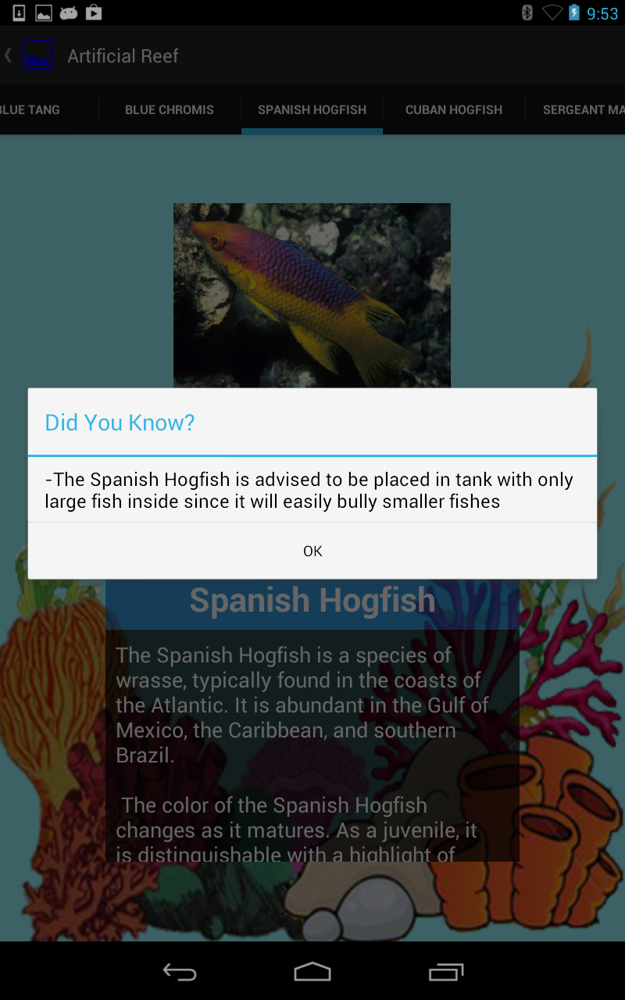 9:53
Artificial Reef
BLUE TANG
BLUE CHROMIS
SPANISH HOGFISH
CUBAN HOGFISH
SERGEANT MA
Did You Know?
-The Spanish Hogfish is advised to be placed in tank with only
large fish inside since it will easily bully smaller fishes
OK
Spanish Hogfish
The Spanish Hogfish is a species of
wrasse, typically found in the coasts of
the Atlantic. It is abundant in the Gulf of
Mexico, the Caribbean, and southern
Brazil.
The color of the Spanish Hogfish
changes as it matures. As a juvenile, it
is distinguishable with a highlight of